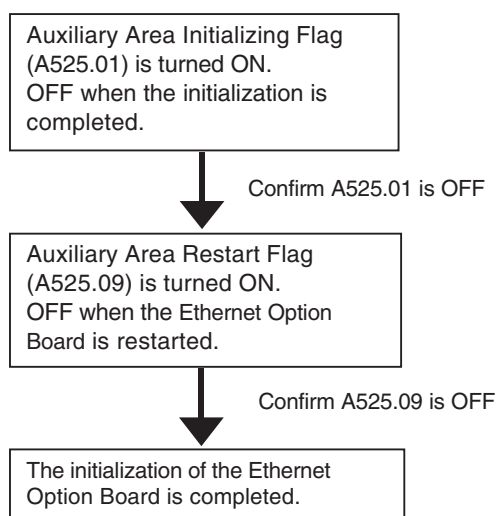 Auxiliary Area Initializing Flag
(A525.01) is turned ON.
OFF when the initialization is
completed.
Confirm A525.01 is OFF
Auxiliary Area Restart Flag
(A525.09) is turned ON.
OFF when the Ethernet Option
Board is restarted.
Confirm A525.09 is OFF
The initialization of the Ethernet
Option Board is completed.